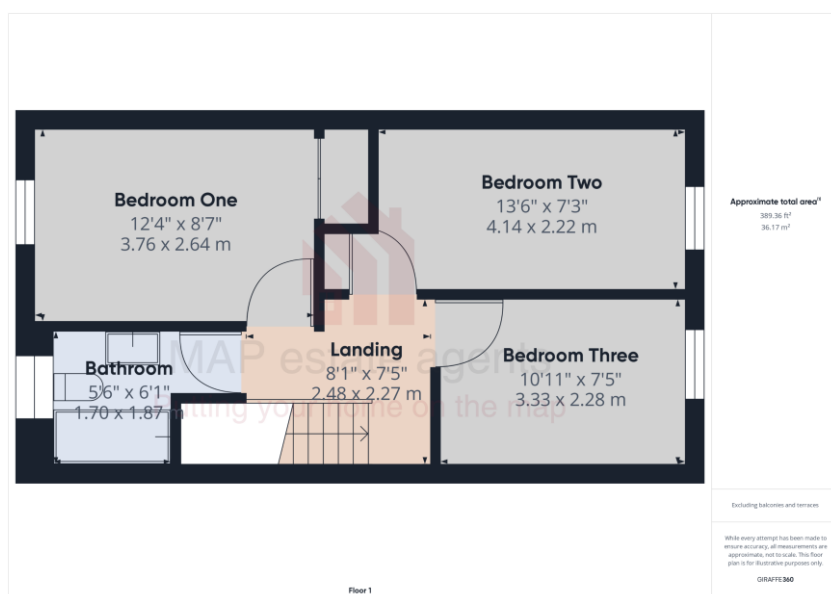 Bedroom One
12'4" x 8'7"
3.76 x 2.64 m
Bedroom Two
13'6" x 7'3"
4.14 x 2.22 m
Bathroom
5'6" x 6'1"
1.70 x 1.87 m
Landing
8'1" x 7'5"
2.48 x 2.27 m
Bedroom Three
10'11" x 7'5"
3.33 x 2.28 m
MAP estate agents
Putting your home on the map
Floor 1
Approximate total area⁽¹⁾
389.36 ft²
36.17 m²
Excluding balconies and terraces
While every attempt has been made to
ensure accuracy, all measurements are
approximate, not to scale. This floor
plan is for illustrative purposes only.
GIRAFFE360